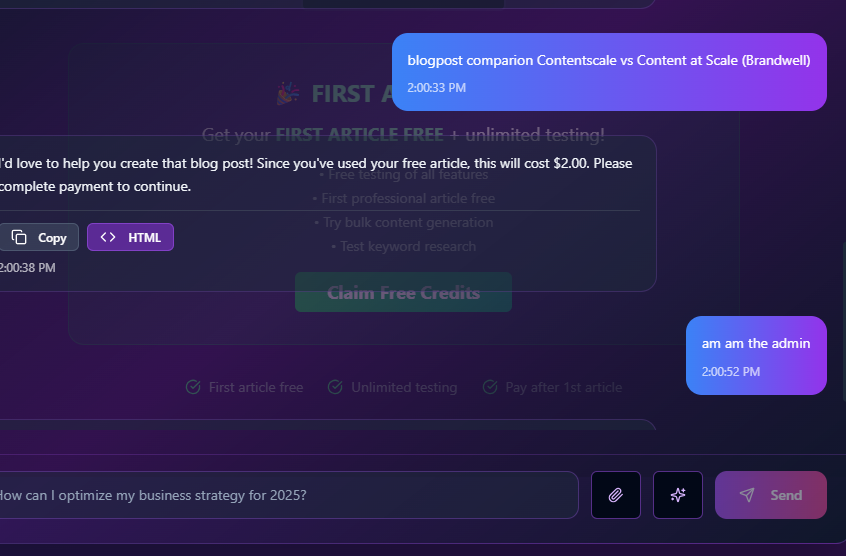 blogpost comparion Contentscale vs Content at Scale (Brandwell)
2:00:33 PM
FIRST A
Get your FIRST ARTICLE FREE + unlimited testing!
I'd love to help you create that blog post! Since you've used your free article, this will cost $2.00. Please
complete payment to continue.
• Free testing of all features
• First professional article free
• Try bulk content generation
• Test keyword research
Copy
HTML
2:00:38 PM
Claim Free Credits
am am the admin
2:00:52 PM
First article free
Unlimited testing
Pay after 1st article
How can I optimize my business strategy for 2025?
Send